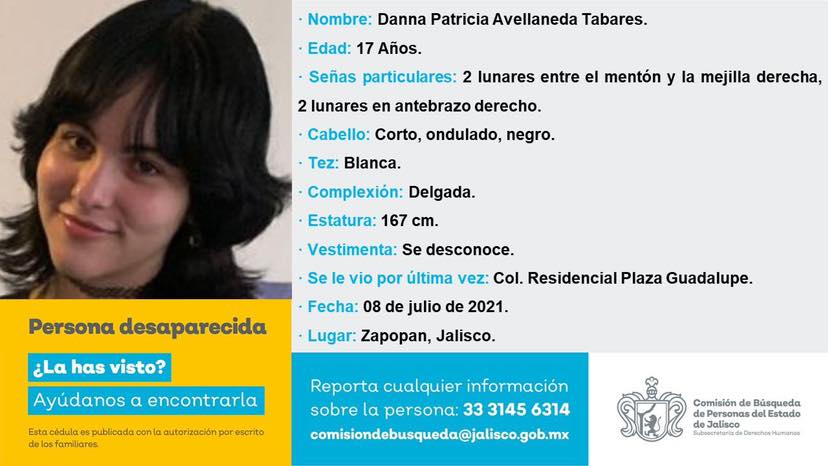 · Nombre: Danna Patricia Avellaneda Tabares.
· Edad: 17 Años.
· Señas particulares: 2 lunares entre el mentón y la mejilla derecha,
2 lunares en antebrazo derecho.
· Cabello: Corto, ondulado, negro.
· Tez: Blanca.
· Complexión: Delgada.
· Estatura: 167 cm.
· Vestimenta: Se desconoce.
· Se le vio por última vez: Col. Residencial Plaza Guadalupe.
· Fecha: 08 de julio de 2021.
· Lugar: Zapopan, Jalisco.
Persona desaparecida
¿La has visto?
Ayúdanos a encontrarla
Esta cédula es publicada con la autorización por escrito
de los familiares.
Reporta cualquier información
sobre la persona: 33 3145 6314
comisiondebusqueda@jalisco.gob.mx
Comisión de Búsqueda
de Personas del Estado
de Jalisco
Subsecretaría de Derechos Humanos